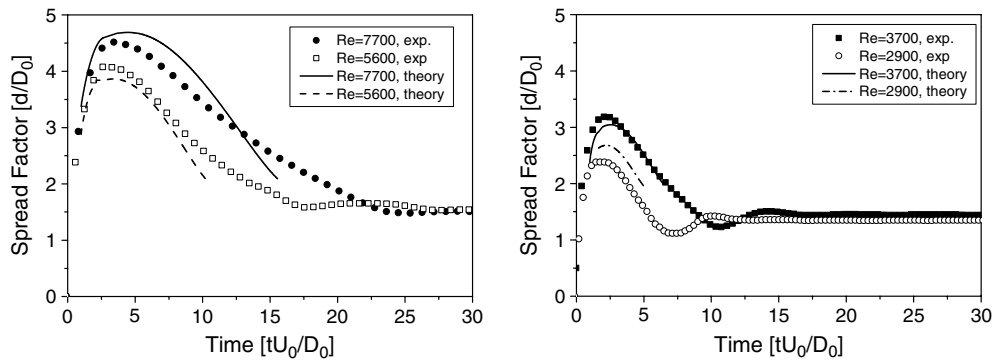 5
4
3
2
1
0
Spread Factor [d/D0]
Re=7700, exp.
Re=5600, exp
Re=7700, theory
Re=5600, theory
0 5 10 15 20 25 30
Time [tU0/D0]
5
4
3
2
1
0
Spread Factor [d/D0]
Re=3700, exp.
Re=2900, exp
Re=3700, theory
Re=2900, theory
0 5 10 15 20 25 30
Time [tU0/D0]